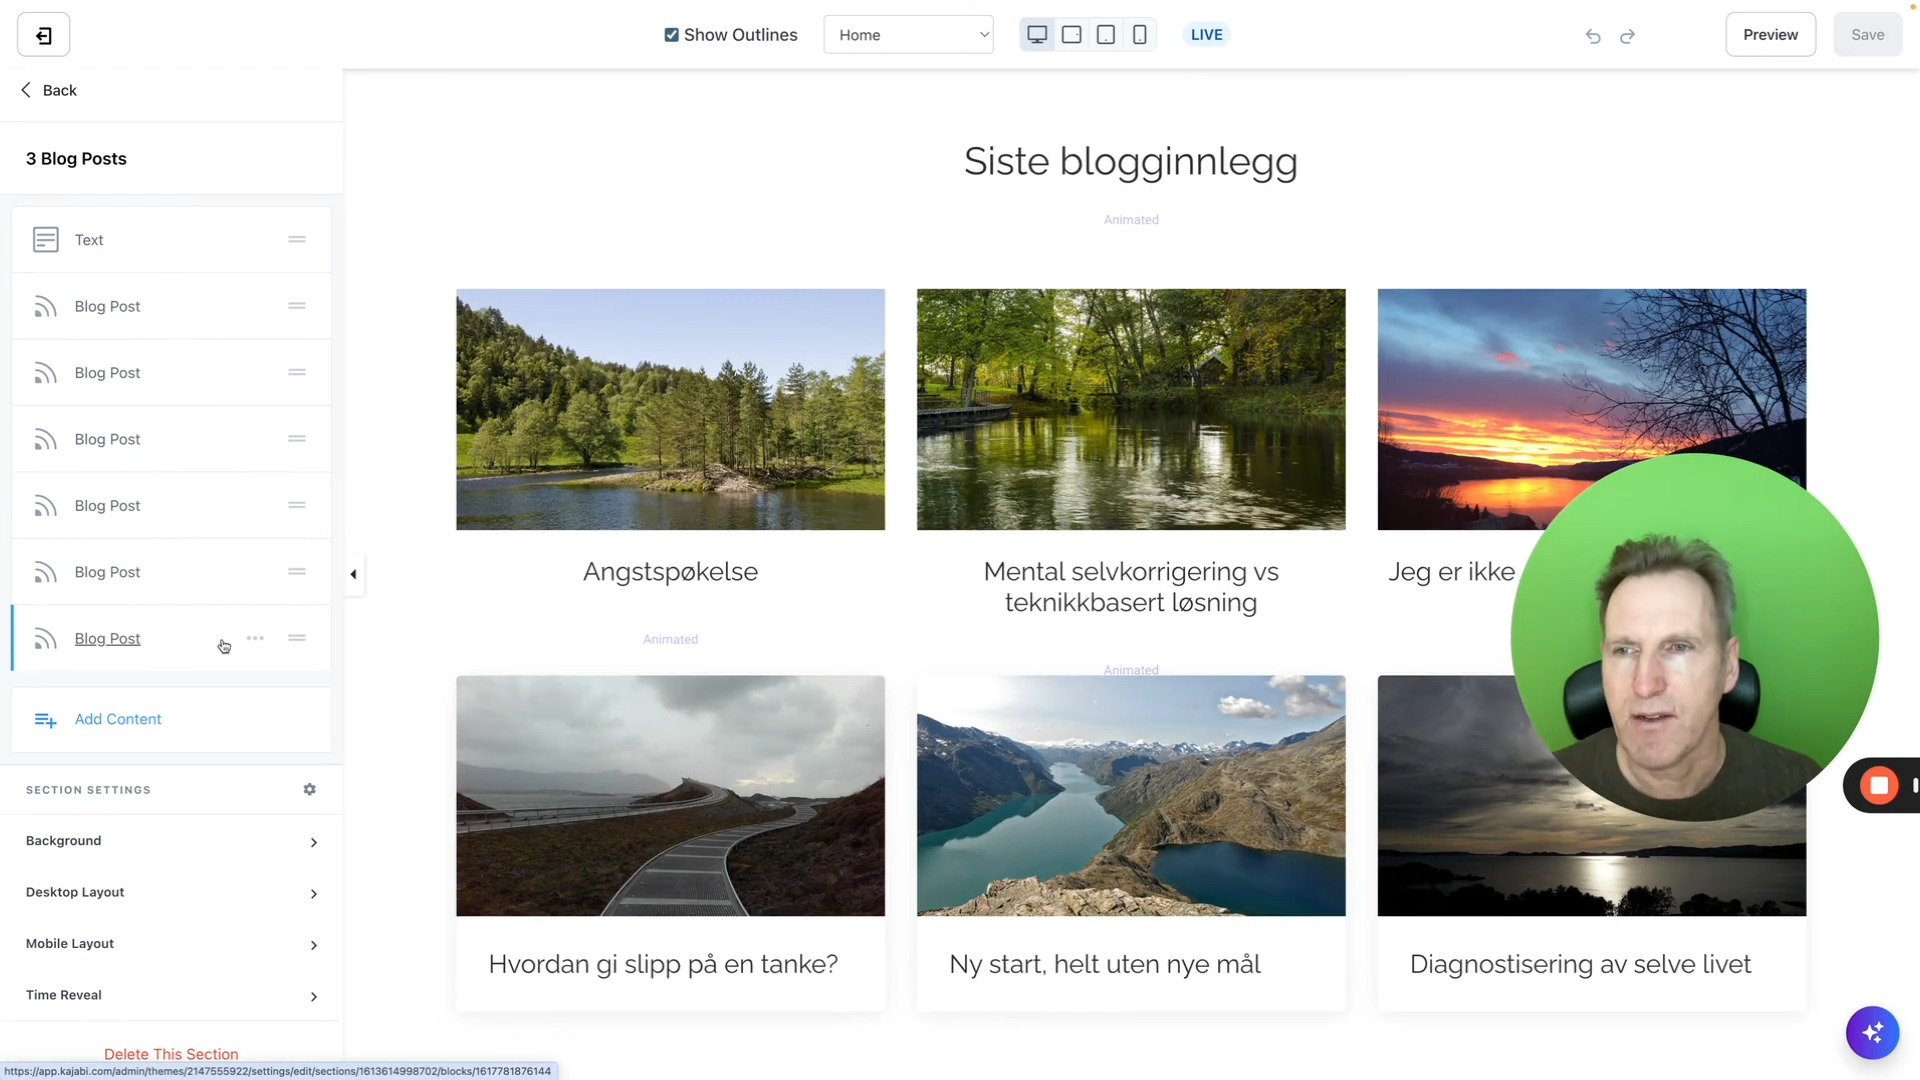 Show Outlines
Home
LIVE
Preview
Save
Back
3 Blog Posts
Text
Blog Post
Blog Post
Blog Post
Blog Post
Blog Post
Blog Post
Add Content
SECTION SETTINGS
Background
Desktop Layout
Mobile Layout
Time Reveal
Delete This Section
https://app.kajabi.com/admin/themes/2147555922/settings/edit/sections/1613614998702/blocks/1617781876144
Siste blogginnlegg
Animated
Angstspøkelse
Animated
Mental selvkorrigering vs
teknikkbasert løsning
Animated
Jeg er ikke
Hvordan gi slipp på en tanke?
Ny start, helt uten nye mål
Diagnostisering av selve livet